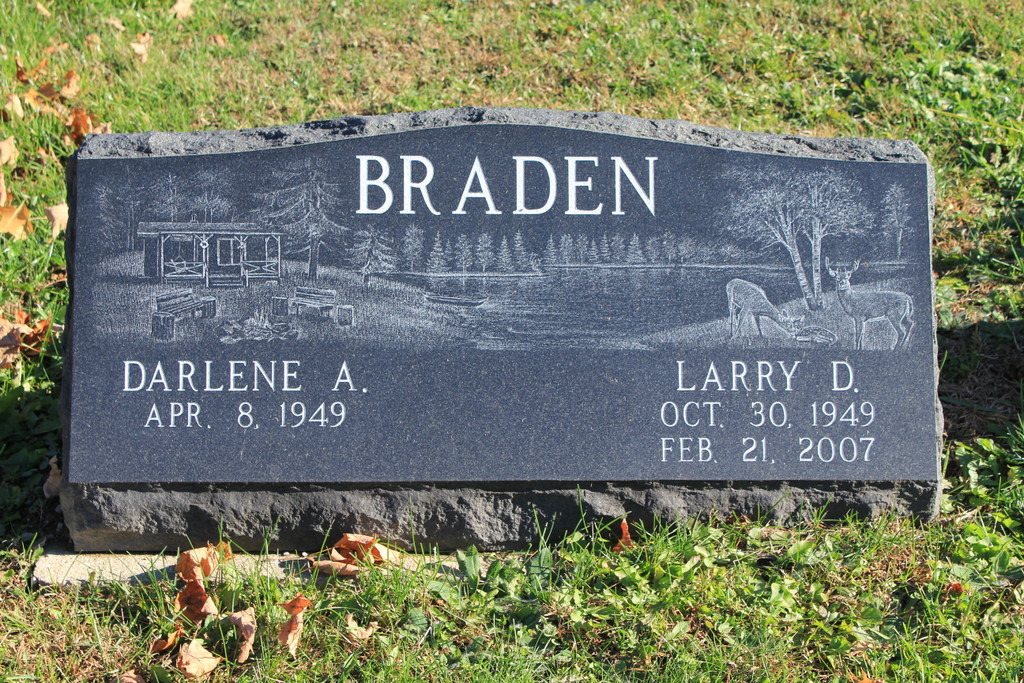 BRADEN
DARLENE A.
APR. 8, 1949
LARRY D.
OCT. 30, 1949
FEB. 21, 2007